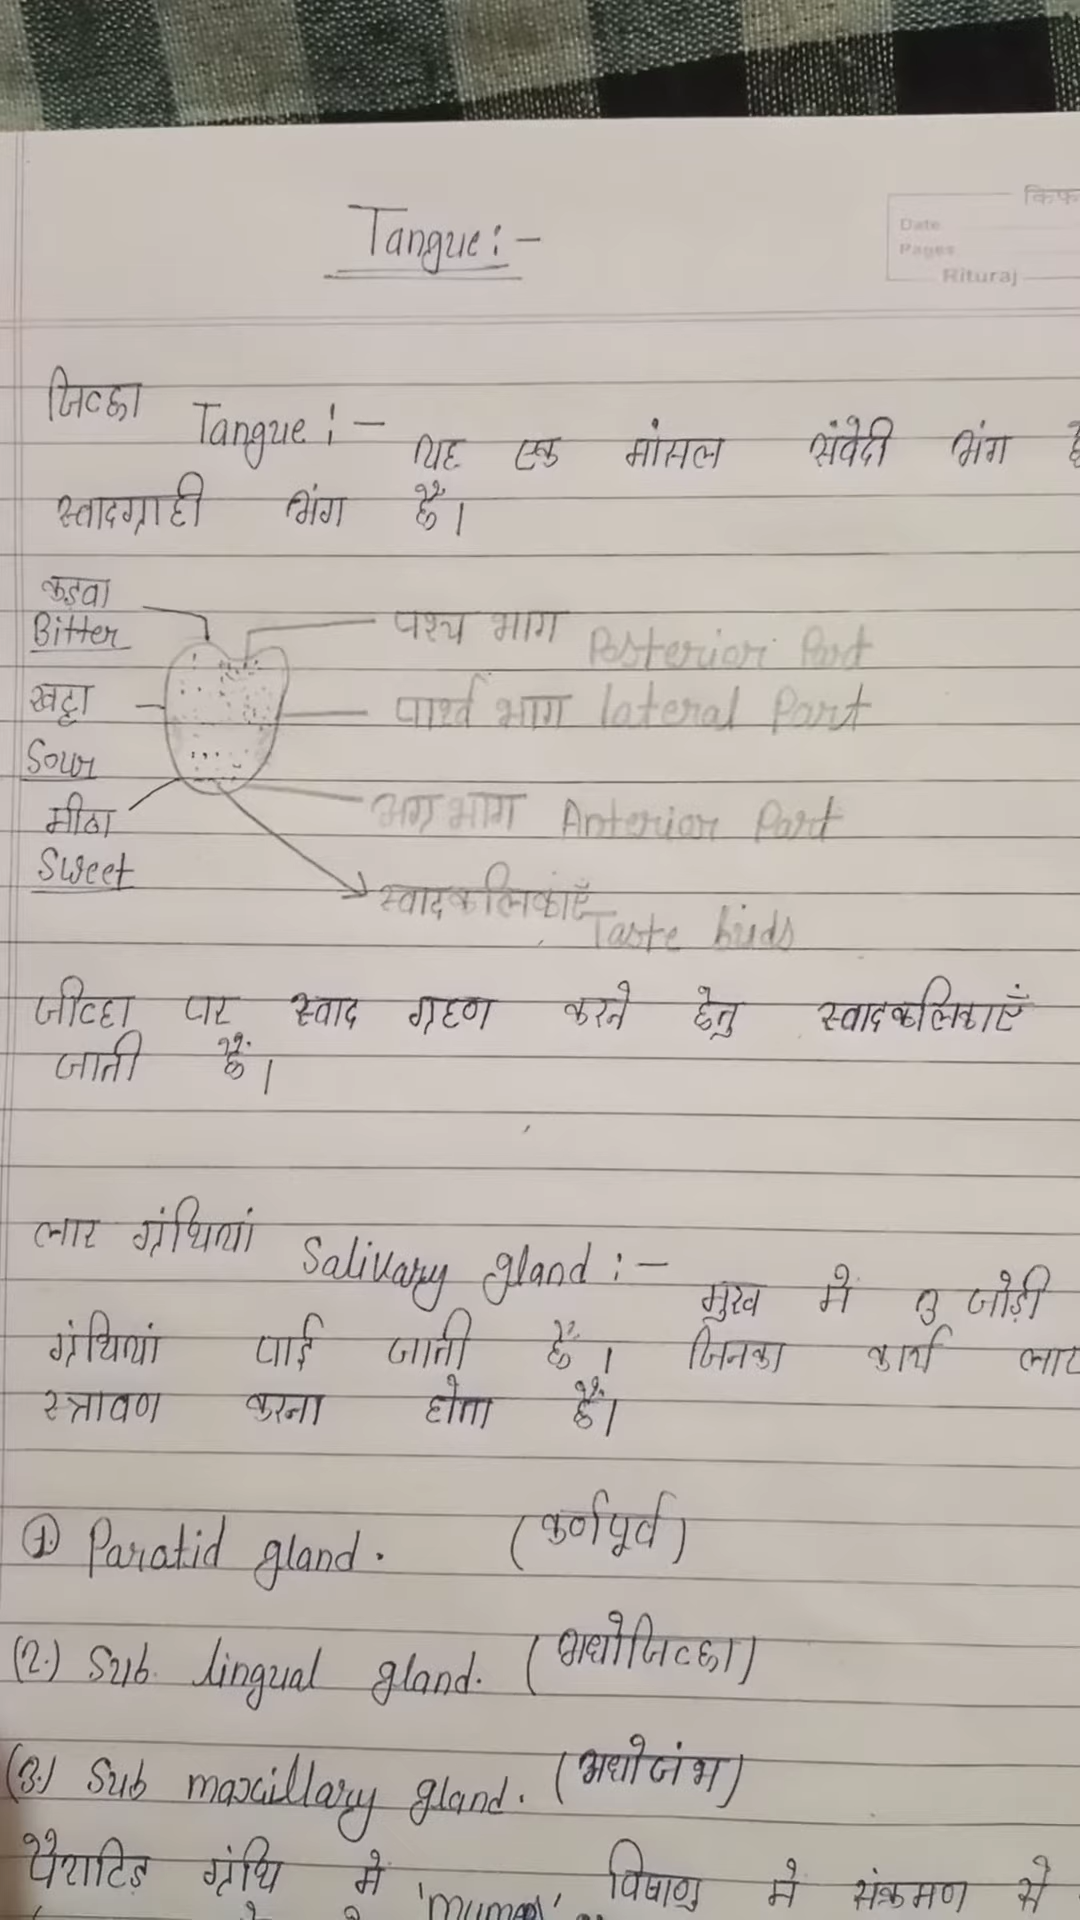 किफ
Date
Pages
Rituraj
Tangue:-
जिव्हा Tangue:- यह एक मांसल संवेदी अंग है
स्वादग्राही अंग हैं।
कड़वा
Bitter
पश्च भाग Posterior Part
खट्टा
पार्श्व भाग lateral Part
Sour
मीठा
अग्र भाग Anterior Part
Sweet
स्वादकलिकाएँ Taste buds
जीव्हा पर स्वाद ग्रहण करने हेतु स्वादकलिकाएँ
जाती हैं।
लार ग्रंथियां Salivary gland:- मुख में 3 जोड़ी
ग्रंथियां पाई जाती हैं। जिनका कार्य लार
स्त्रावण करना होता हैं।
1. Paratid gland. (कर्णपूर्व)
(2.) Sub lingual gland. (अधोजिव्हा)
(3.) Sub maxillary gland. (अधोजंभ)
पैराटिड ग्रंथि में विषाणु में संक्रमण से